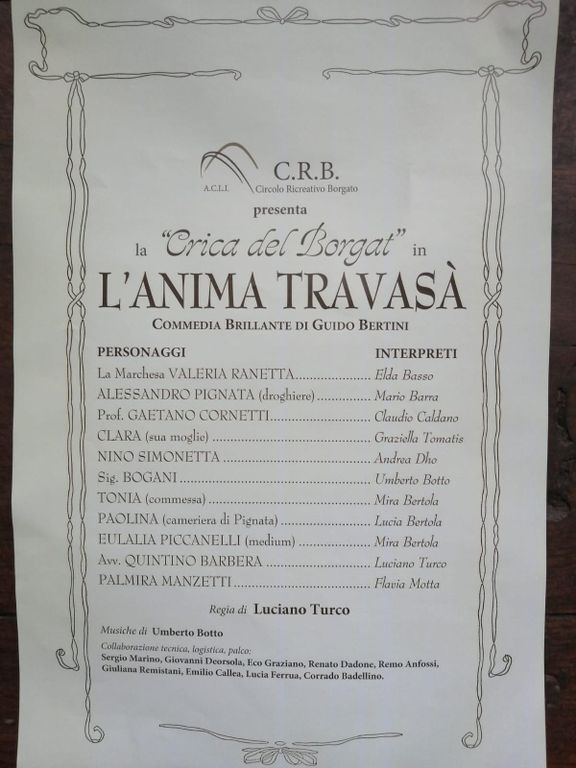 C.R.B.
A.C.L.I. Circolo Ricreativo Borgato
presenta
la "Crica del Borgat" in
L'ANIMA TRAVASÀ
COMMEDIA BRILLANTE DI GUIDO BERTINI
PERSONAGGI INTERPRETI
La Marchesa VALERIA RANETTA..................... Elda Basso
ALESSANDRO PIGNATA (droghiere)............... Mario Barra
Prof. GAETANO CORNETTI............................ Claudio Caldano
CLARA (sua moglie) ............................................ Graziella Tomatis
NINO SIMONETTA ......................................... Andrea Dho
Sig. BOGANI..................................................... Umberto Botto
TONIA (commessa) ............................................. Mira Bertola
PAOLINA (cameriera di Pignata) ......................... Lucia Bertola
EULALIA PICCANELLI (medium) .................... Mira Bertola
Avv. QUINTINO BARBERA ............................. Luciano Turco
PALMIRA MANZETTI...................................... Flavia Motta
Regia di Luciano Turco
Musiche di Umberto Botto
Collaborazione tecnica, logistica, palco:
Sergio Marino, Giovanni Deorsola, Eco Graziano, Renato Dadone, Remo Anfossi,
Giuliana Remistani, Emilio Callea, Lucia Ferrua, Corrado Badellino.